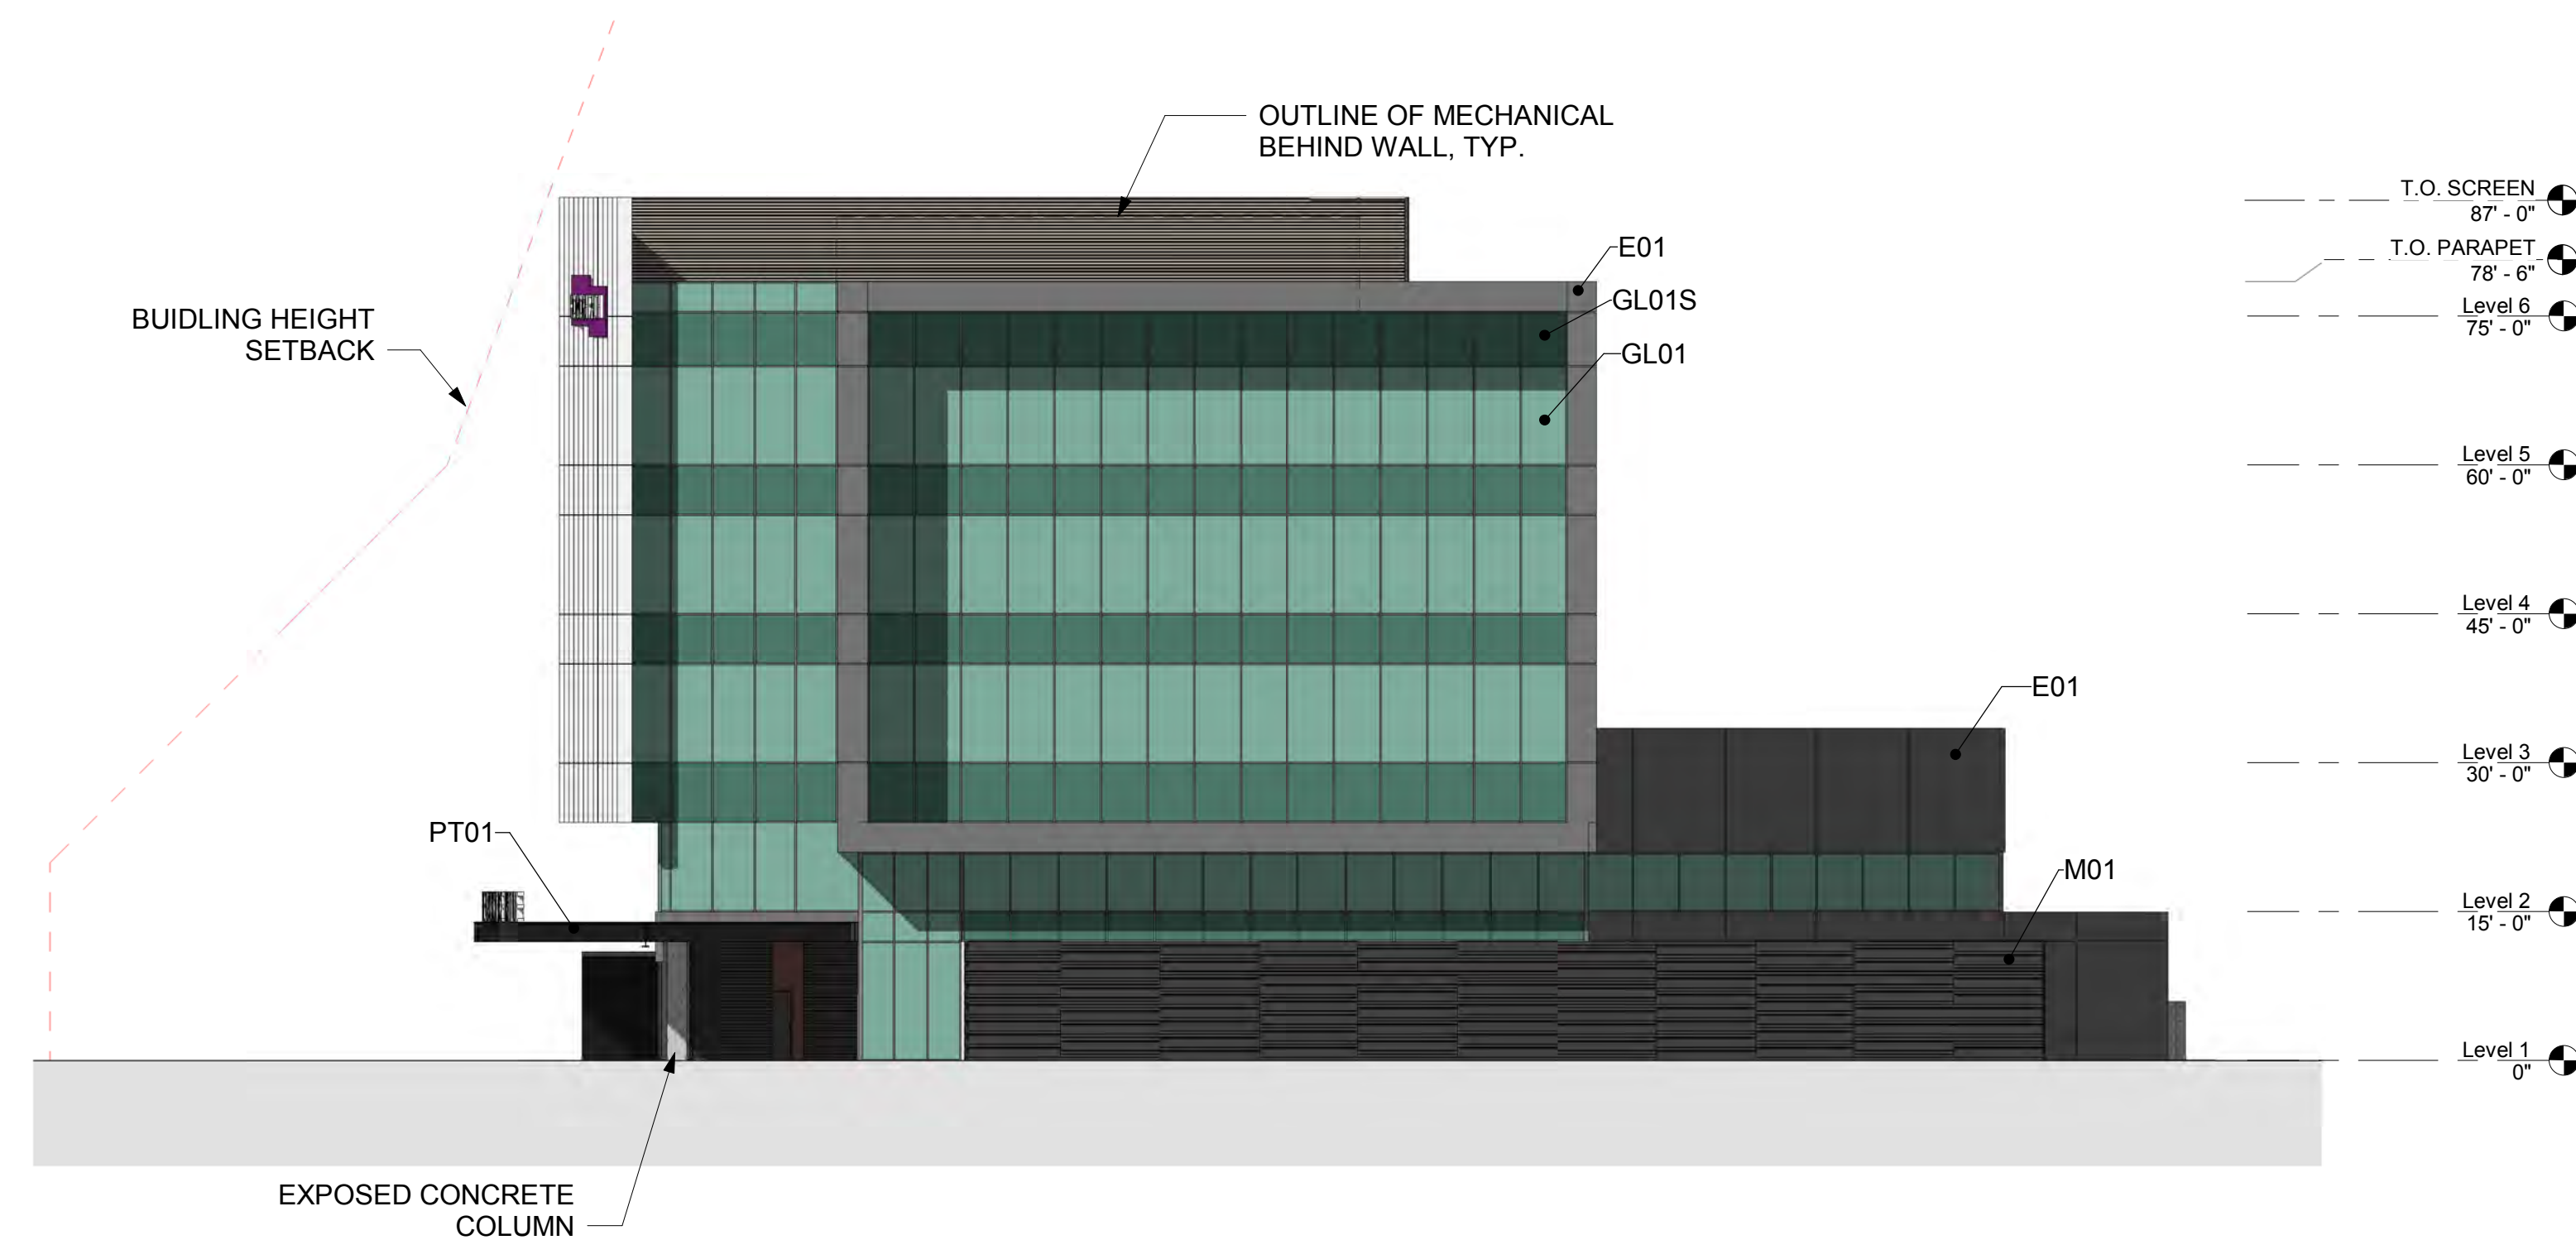 OUTLINE OF MECHANICAL
BEHIND WALL, TYP.
T.O. SCREEN
87' - 0"
E01
T.O. PARAPET
78' - 6"
GL01S
Level 6
75' - 0"
BUIDLING HEIGHT
SETBACK
GL01
Level 5
60' - 0"
Level 4
45' - 0"
E01
Level 3
30' - 0"
PT01
M01
Level 2
15' - 0"
Level 1
0"
EXPOSED CONCRETE
COLUMN